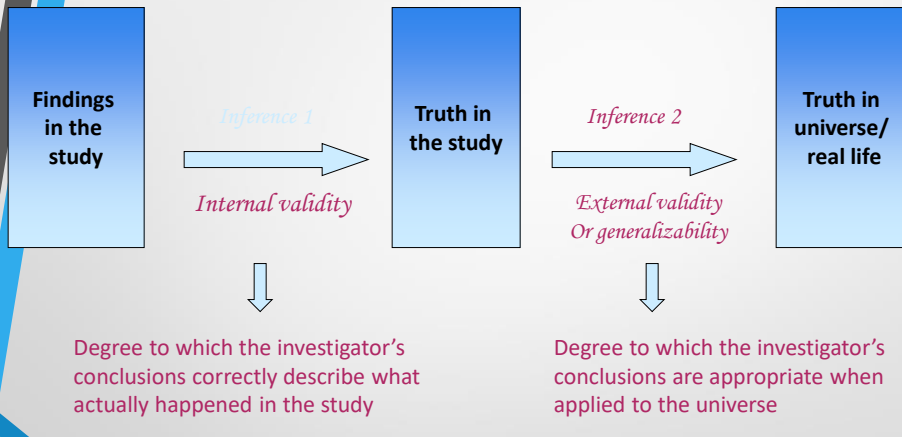 Findings
in the
study
Inference 1
Internal validity
Truth in
the study
Inference 2
External validity
Or generalizability
Truth in
universe/
real life
Degree to which the investigator’s
conclusions correctly describe what
actually happened in the study
Degree to which the investigator’s
conclusions are appropriate when
applied to the universe